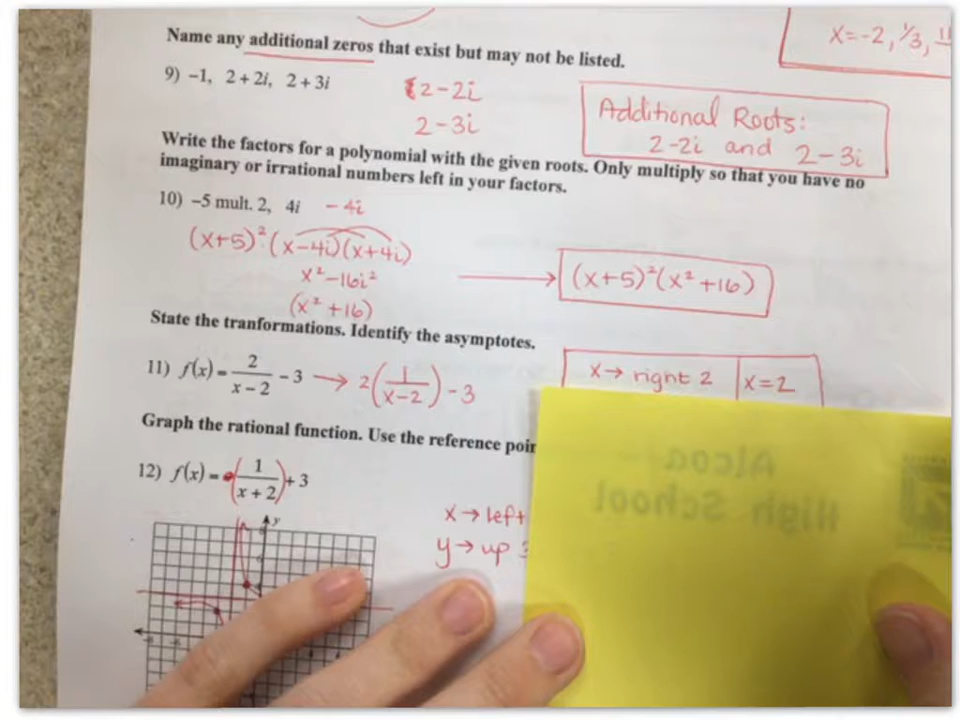 x=-2, 1/3,
Name any additional zeros that exist but may not be listed.
9) −1, 2 + 2i, 2 + 3i
2-2i
2-3i
Additional Roots:
2-2i and 2-3i
Write the factors for a polynomial with the given roots. Only multiply so that you have no
imaginary or irrational numbers left in your factors.
10) −5 mult. 2, 4i -4i
(x+5)²(x-4i)(x+4i)
x²-16i²
(x²+16)
(x+5)²(x²+16)
State the tranformations. Identify the asymptotes.
11) f(x) = 2/(x − 2) − 3 → 2(1/(x-2)) - 3
x→ right 2 | x=2
Graph the rational function. Use the reference poin
12) f(x) = (1/(x + 2)) + 3
x→ left
y→ up
y
Alcoa
High School